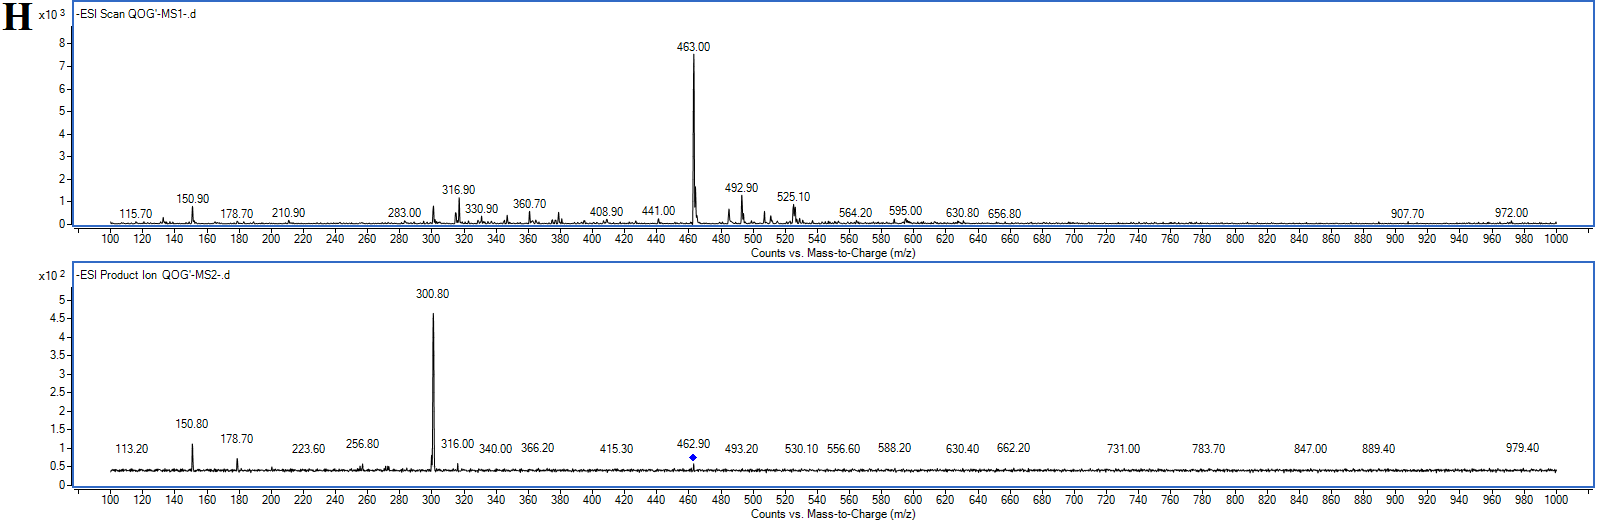 H
x10 3
-ESI Scan QOG'-MS1-.d
8
7
6
5
4
3
2
1
0
463.00
115.70 150.90 178.70 210.90 283.00 316.90 330.90 360.70 408.90 441.00 492.90 525.10 564.20 595.00 630.80 656.80 907.70 972.00
100 120 140 160 180 200 220 240 260 280 300 320 340 360 380 400 420 440 460 480 500 520 540 560 580 600 620 640 660 680 700 720 740 760 780 800 820 840 860 880 900 920 940 960 980 1000
Counts vs. Mass-to-Charge (m/z)
x10 2
-ESI Product Ion QOG'-MS2-.d
5
4.5
4
3.5
3
2.5
2
1.5
1
0.5
0
300.80
113.20 150.80 178.70 223.60 256.80 316.00 340.00 366.20 415.30 462.90 493.20 530.10 556.60 588.20 630.40 662.20 731.00 783.70 847.00 889.40 979.40
100 120 140 160 180 200 220 240 260 280 300 320 340 360 380 400 420 440 460 480 500 520 540 560 580 600 620 640 660 680 700 720 740 760 780 800 820 840 860 880 900 920 940 960 980 1000
Counts vs. Mass-to-Charge (m/z)